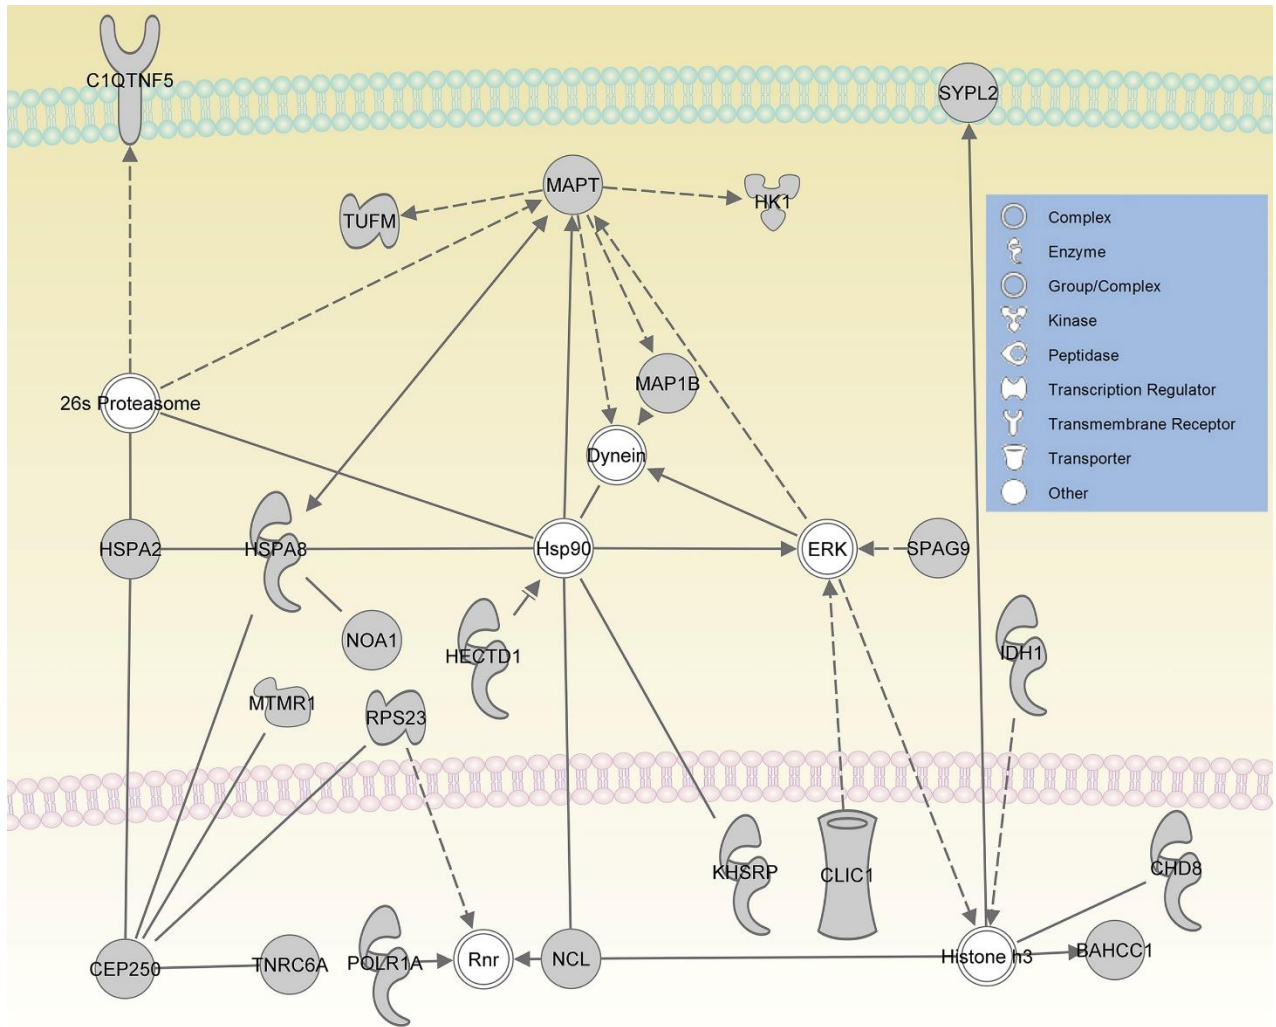 C1QTNF5
SYPL2
MAPT
TUFM
HK1
Complex
Enzyme
Group/Complex
Kinase
Peptidase
Transcription Regulator
Transmembrane Receptor
Transporter
Other
MAP1B
26s Proteasome
Dynein
HSPA2
HSPA8
Hsp90
ERK
SPAG9
NOA1
HECTD1
IDH1
MTMR1
RPS23
KHSRP
CLIC1
CHD8
CEP250
TNRC6A
POLR1A
Rnr
NCL
Histone h3
BAHCC1